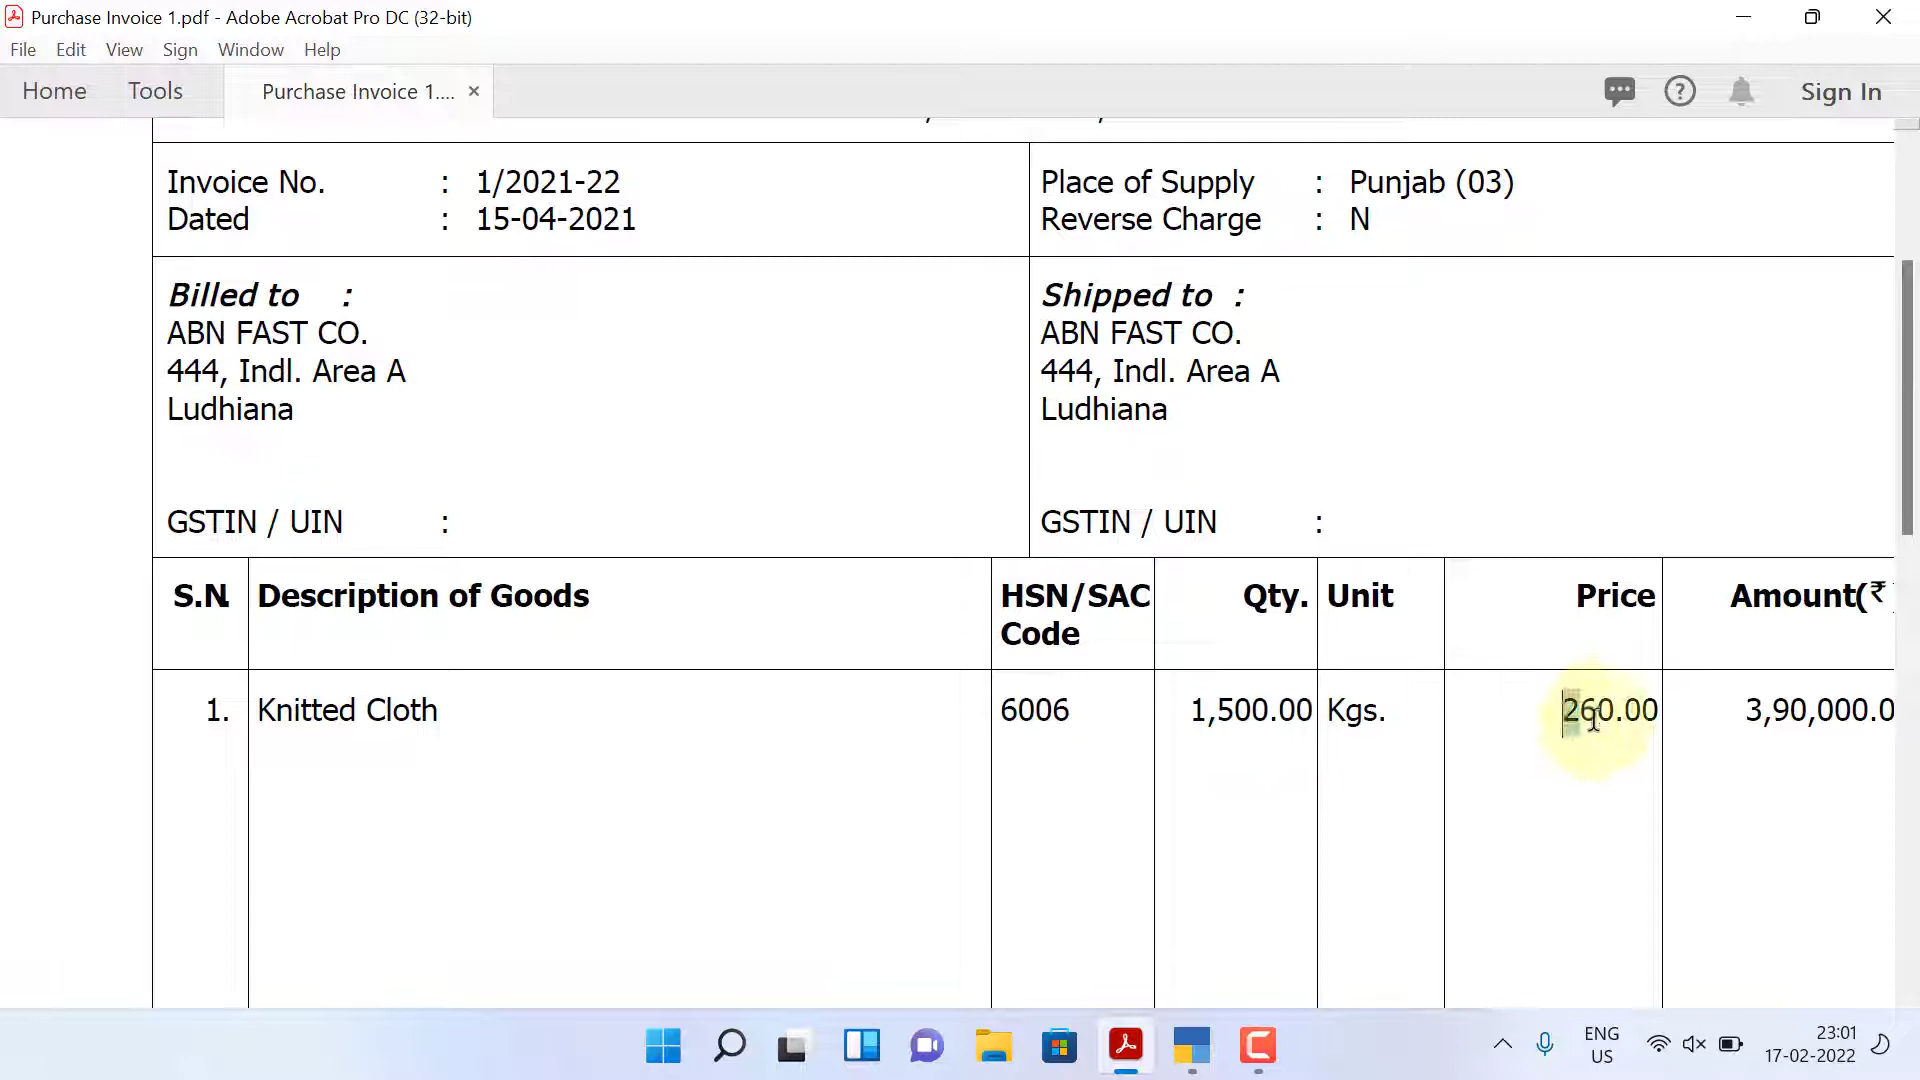 Purchase Invoice 1.pdf - Adobe Acrobat Pro DC (32-bit)
File Edit View Sign Window Help
Home Tools Purchase Invoice 1.... × Sign In
Invoice No. : 1/2021-22
Dated : 15-04-2021
Place of Supply : Punjab (03)
Reverse Charge : N
Billed to :
ABN FAST CO.
444, Indl. Area A
Ludhiana
GSTIN / UIN :
Shipped to :
ABN FAST CO.
444, Indl. Area A
Ludhiana
GSTIN / UIN :
S.N. Description of Goods HSN/SAC Code Qty. Unit Price Amount(₹
1. Knitted Cloth 6006 1,500.00 Kgs. 260.00 3,90,000.0
ENG
US
23:01
17-02-2022